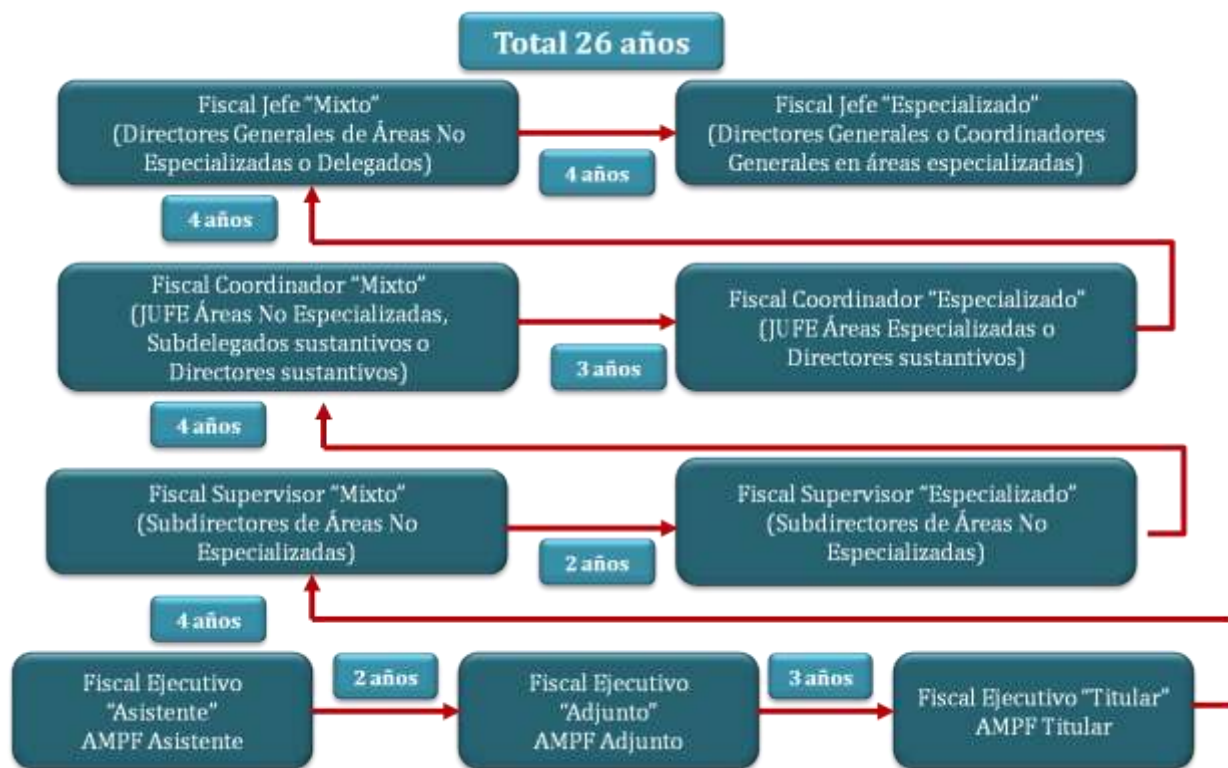 Total 26 años
Fiscal Jefe “Mixto”
(Directores Generales de Áreas No
Especializadas o Delegados)
4 años
Fiscal Jefe “Especializado”
(Directores Generales o Coordinadores
Generales en áreas especializadas)
4 años
Fiscal Coordinador “Mixto”
(JUFE Áreas No Especializadas,
Subdelegados sustantivos o
Directores sustantivos)
3 años
Fiscal Coordinador “Especializado”
(JUFE Áreas Especializadas o
Directores sustantivos)
4 años
Fiscal Supervisor “Mixto”
(Subdirectores de Áreas No
Especializadas)
2 años
Fiscal Supervisor “Especializado”
(Subdirectores de Áreas No
Especializadas)
4 años
Fiscal Ejecutivo
“Asistente”
AMPF Asistente
2 años
Fiscal Ejecutivo
“Adjunto”
AMPF Adjunto
3 años
Fiscal Ejecutivo “Titular”
AMPF Titular